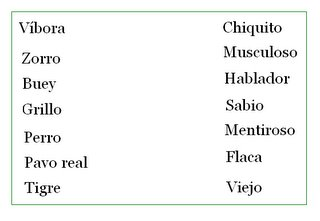 Víbora Chiquito
Zorro Musculoso
Buey Hablador
Grillo Sabio
Perro Mentiroso
Pavo real Flaca
Tigre Viejo